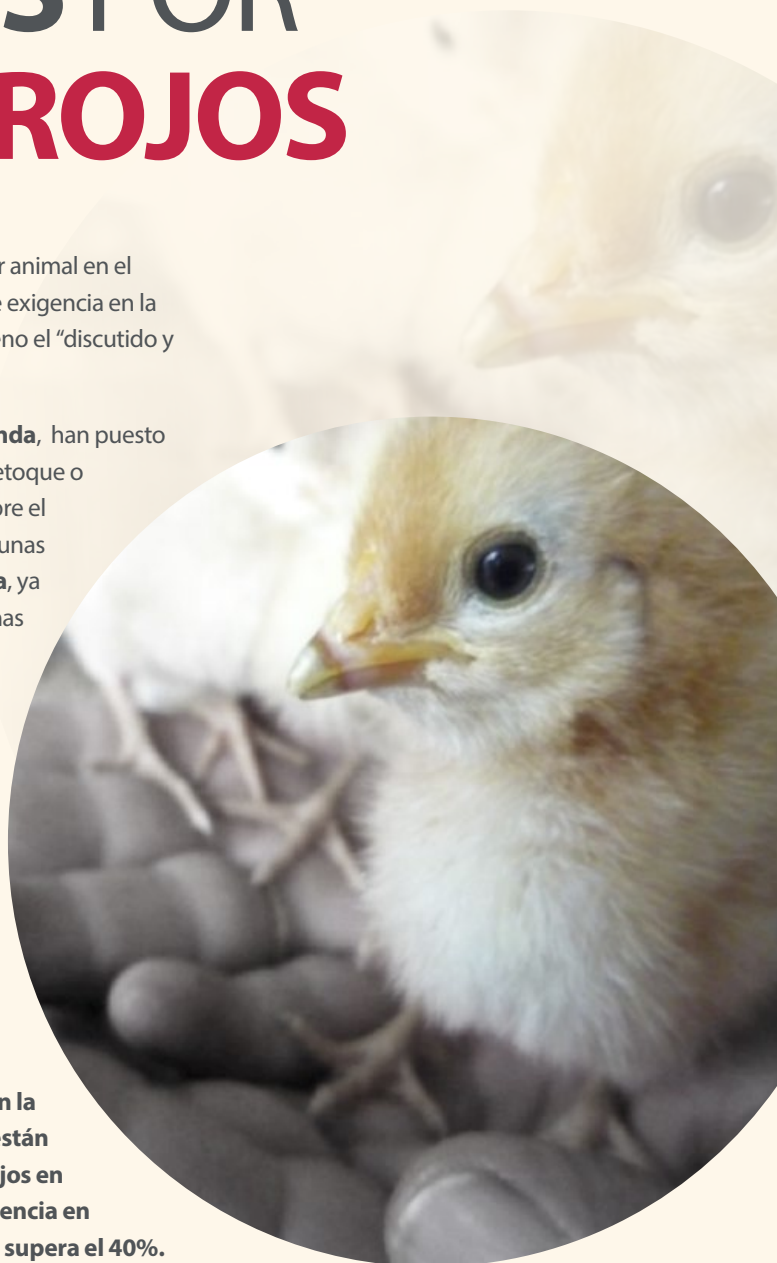 S POR
ROJOS
r animal en el
e exigencia en la
no el “discutido y
nda, han puesto
etoque o
re el
unas
a, ya
nas
n la
stán
jos en
encia en
supera el 40%.